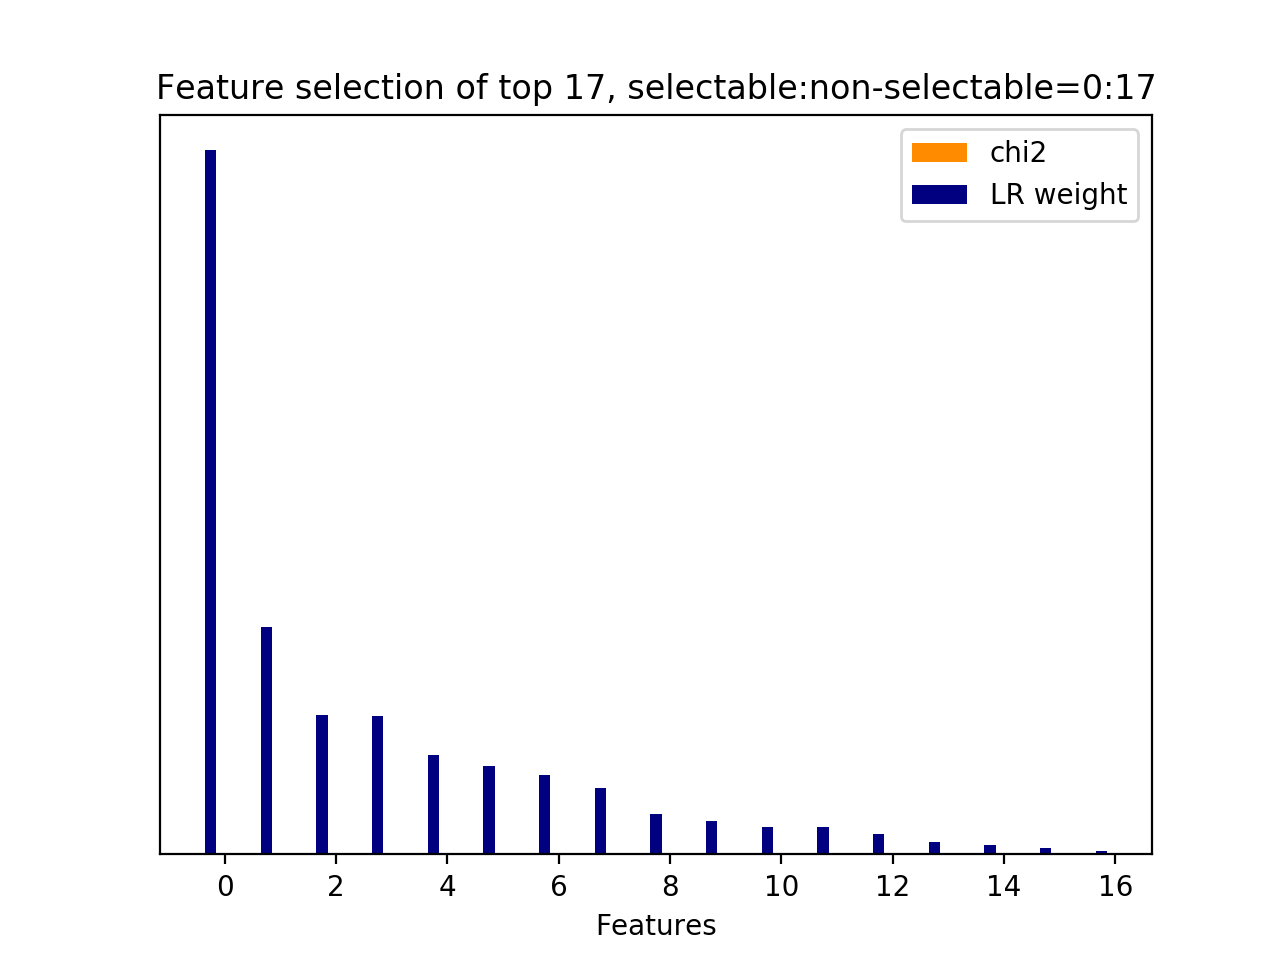 Feature selection of top 17, selectable:non-selectable=0:17
chi2
LR weight
0 2 4 6 8 10 12 14 16
Features